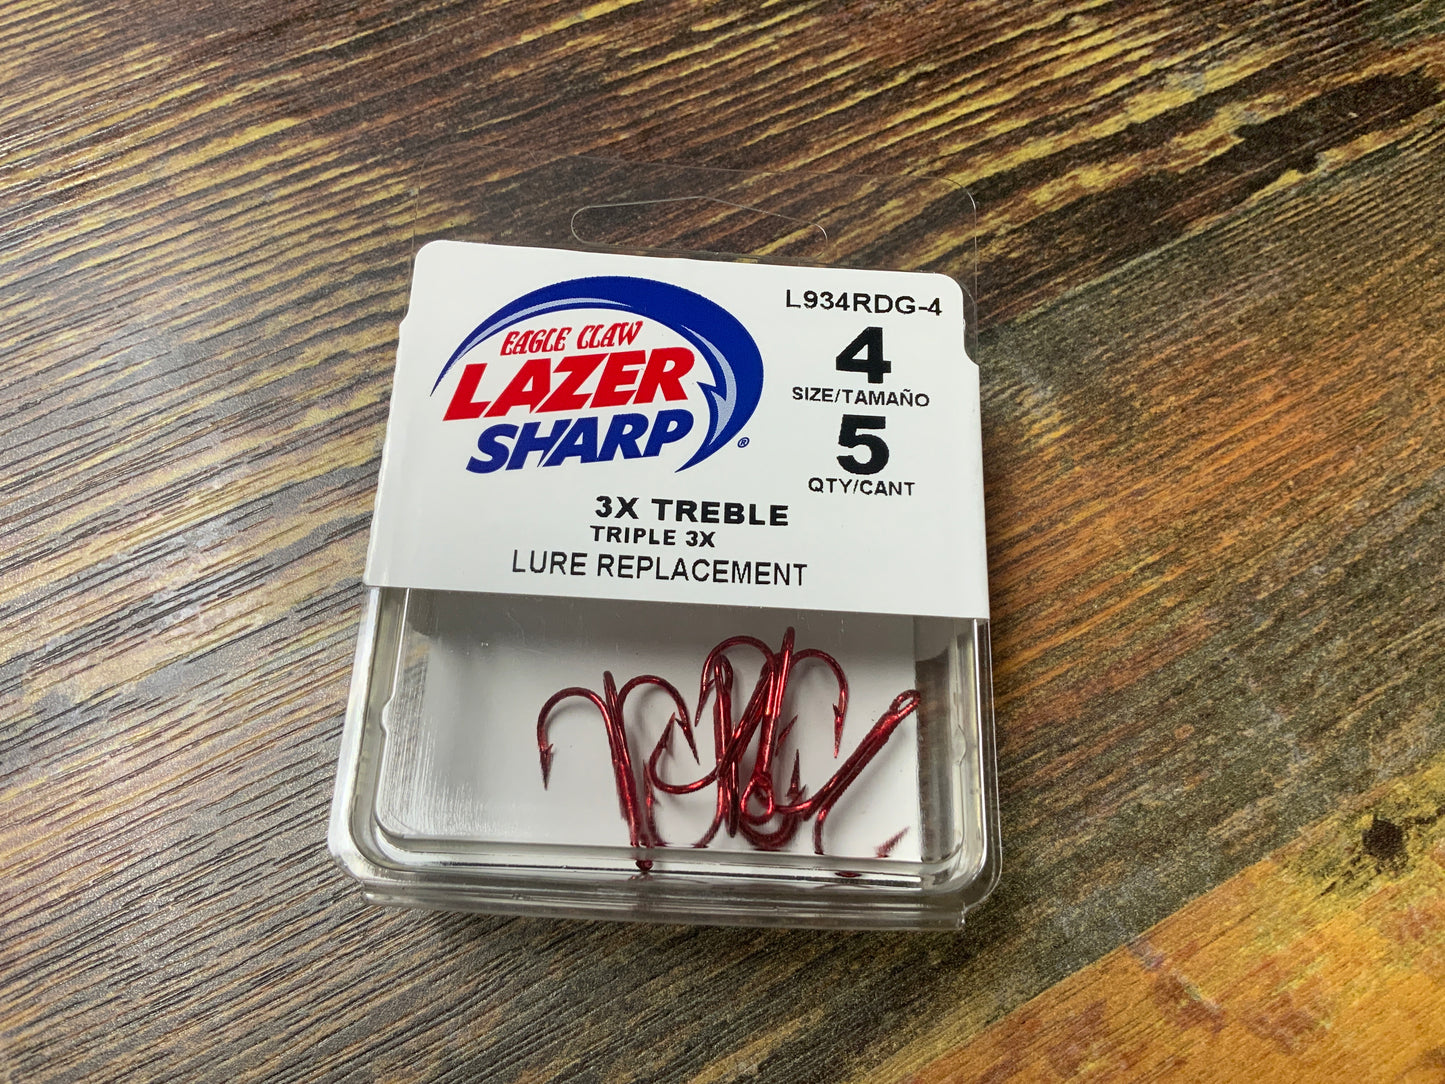 EAGLE CLAW
LAZER
SHARP®
L934RDG-4
4
SIZE/TAMAÑO
5
QTY/CANT
3X TREBLE
TRIPLE 3X
LURE REPLACEMENT